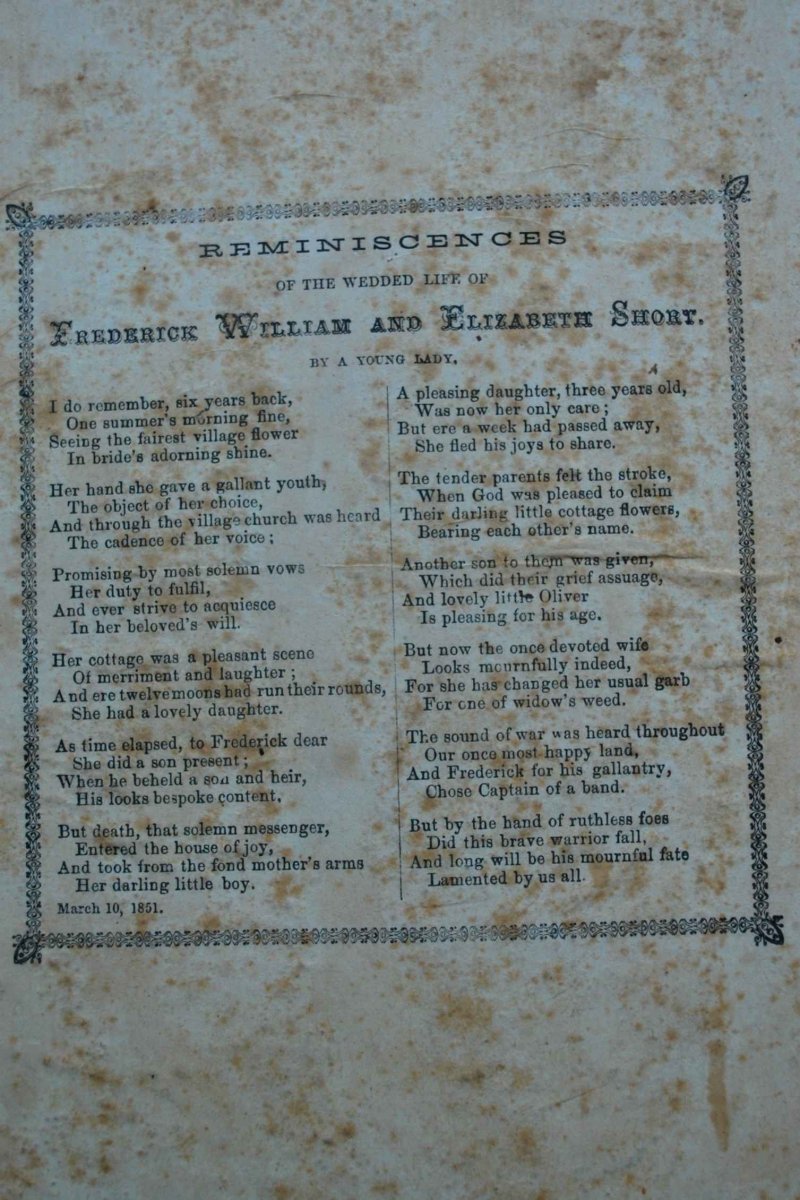 REMINISCENCES
OF THE WEDDED LIFE OF
FREDERICK WILLIAM AND ELIZABETH SHORT.
BY A YOUNG LADY.
I do remember, six years back,
One summer's morning fine,
Seeing the fairest village flower
In bride's adorning shine.
Her hand she gave a gallant youth,
The object of her choice,
And through the village church was heard
The cadence of her voice;
Promising by most solemn vows
Her duty to fulfil,
And ever strive to acquiesce
In her beloved's will.
Her cottage was a pleasant scene
Of merriment and laughter;
And ere twelve moons had run their rounds,
She had a lovely daughter.
As time elapsed, to Frederick dear
She did a son present;
When he beheld a son and heir,
His looks bespoke content.
But death, that solemn messenger,
Entered the house of joy,
And took from the fond mother's arms
Her darling little boy.
March 10, 1851.
A pleasing daughter, three years old,
Was now her only care;
But ere a week had passed away,
She fled his joys to share.
The tender parents felt the stroke,
When God was pleased to claim
Their darling little cottage flowers,
Bearing each other's name.
Another son to them was given,
Which did their grief assuage,
And lovely little Oliver
Is pleasing for his age.
But now the once devoted wife
Looks mournfully indeed,
For she has changed her usual garb
For one of widow's weed.
The sound of war was heard throughout
Our once most happy land,
And Frederick for his gallantry,
Chose Captain of a band.
But by the hand of ruthless foes
Did this brave warrior fall,
And long will be his mournful fate
Lamented by us all.